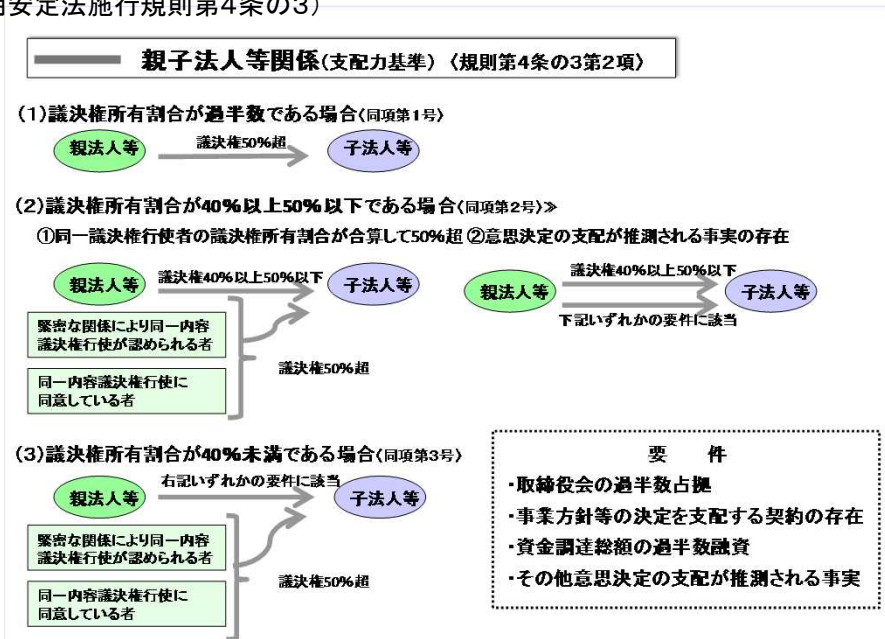 用安定法施行規則第4条の3）
親子法人等関係(支配力基準)〈規則第4条の3第2項〉
(1)議決権所有割合が過半数である場合〈同項第1号〉
親法人等
議決権50%超
子法人等
(2)議決権所有割合が40%以上50%以下である場合〈同項第2号〉≫
①同一議決権行使者の議決権所有割合が合算して50%超 ②意思決定の支配が推測される事実の存在
親法人等
議決権40%以上50%以下
子法人等
緊密な関係により同一内容
議決権行使が認められる者
同一内容議決権行使に
同意している者
議決権50%超
親法人等
議決権40%以上50%以下
子法人等
下記いずれかの要件に該当
(3)議決権所有割合が40%未満である場合〈同項第3号〉
親法人等
右記いずれかの要件に該当
子法人等
緊密な関係により同一内容
議決権行使が認められる者
同一内容議決権行使に
同意している者
議決権50%超
要　件
・取締役会の過半数占拠
・事業方針等の決定を支配する契約の存在
・資金調達総額の過半数融資
・その他意思決定の支配が推測される事実